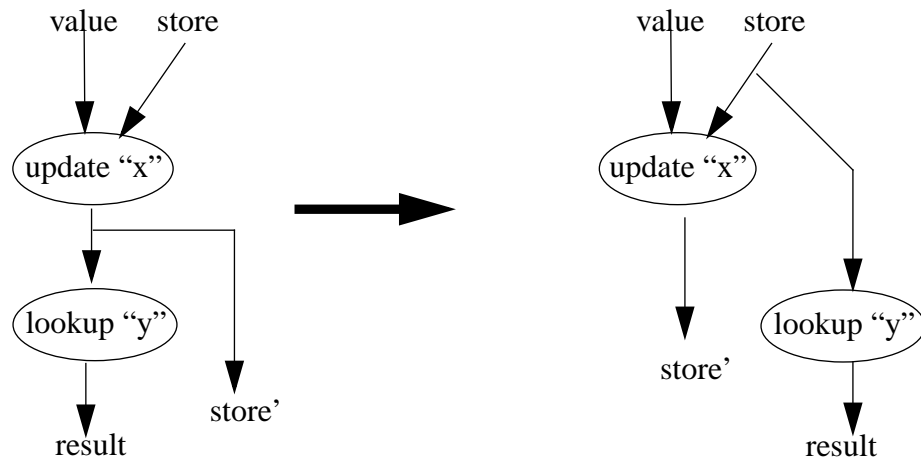 value store
update “x”
lookup “y”
store’
result
value store
update “x”
store’
lookup “y”
result